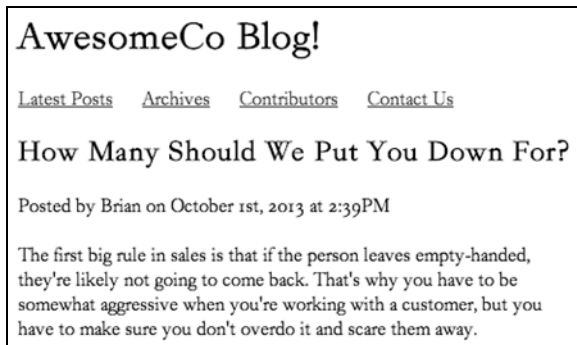 AwesomeCo Blog!
Latest Posts Archives Contributors Contact Us
How Many Should We Put You Down For?
Posted by Brian on October 1st, 2013 at 2:39PM
The first big rule in sales is that if the person leaves empty-handed,
they're likely not going to come back. That's why you have to be
somewhat aggressive when you're working with a customer, but you
have to make sure you don't overdo it and scare them away.